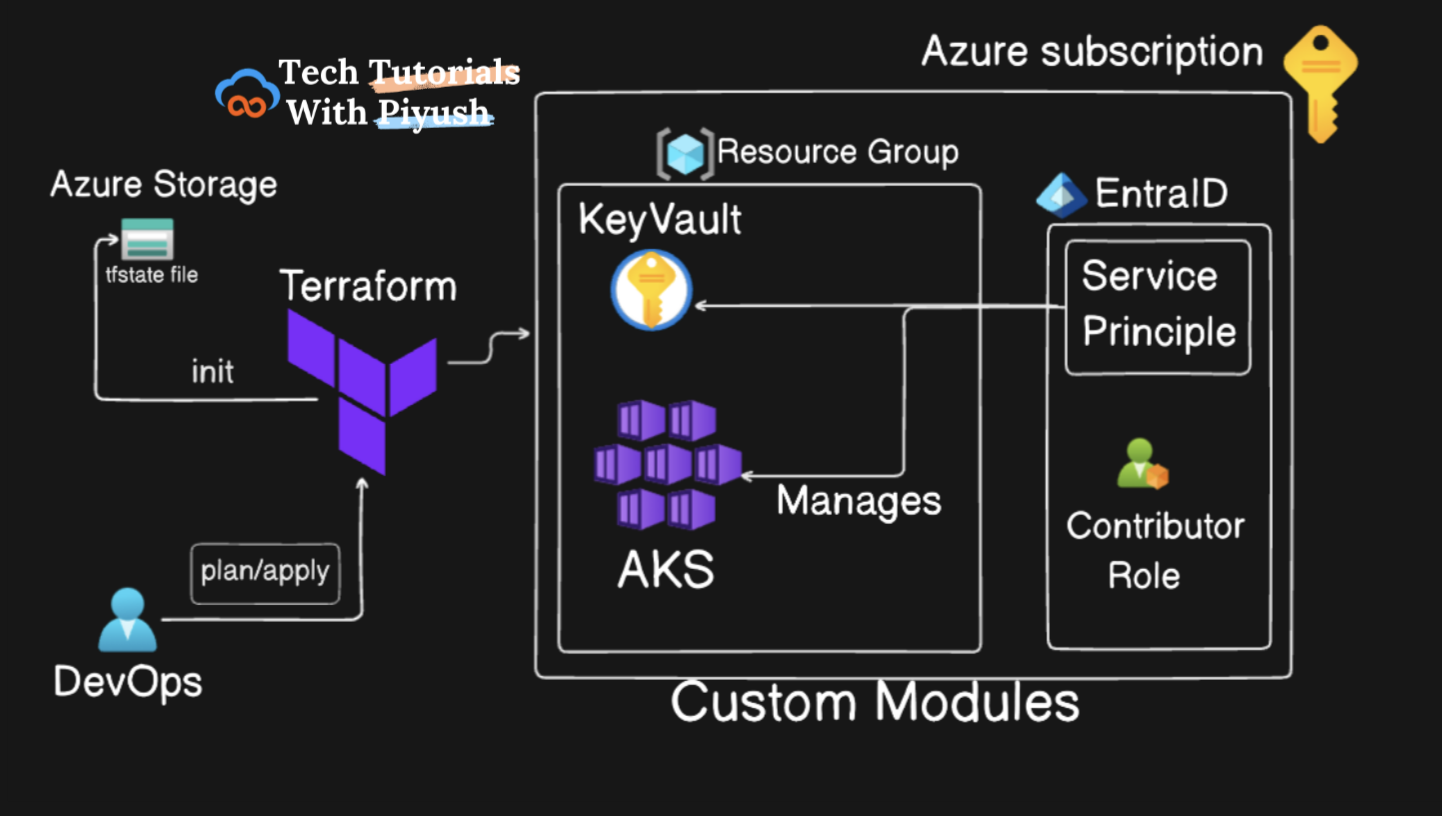 Tech Tutorials
With Piyush
Azure subscription
Resource Group
Azure Storage
tfstate file
Terraform
init
plan/apply
DevOps
KeyVault
AKS
Manages
EntraID
Service
Principle
Contributor
Role
Custom Modules